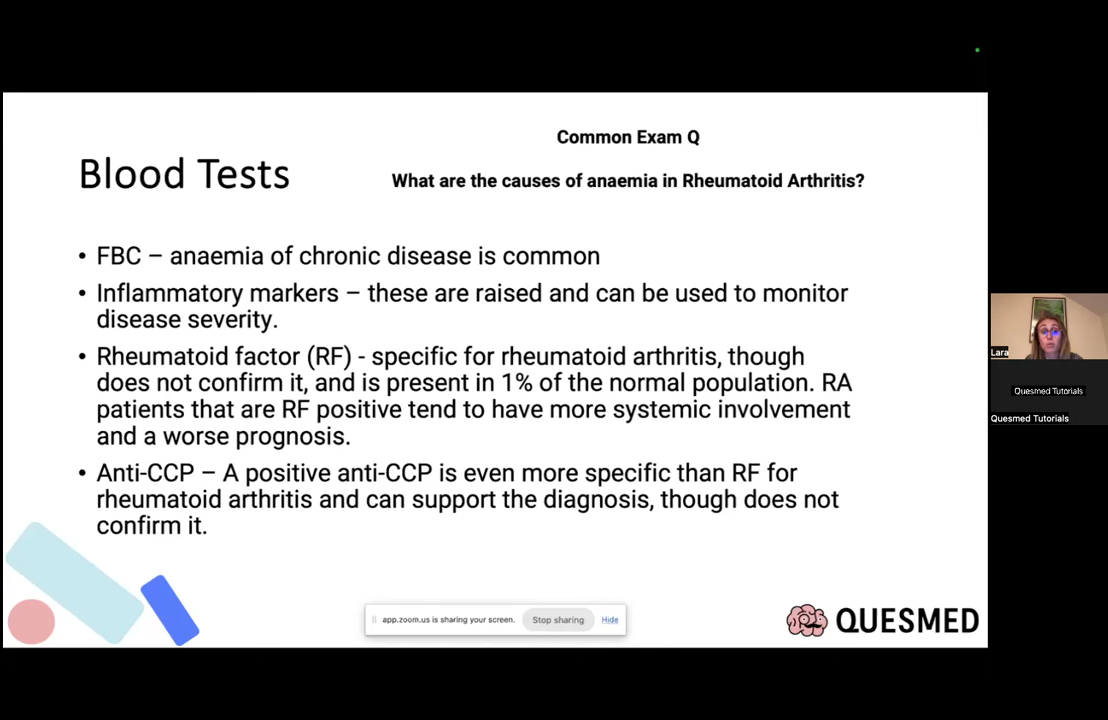 Common Exam Q
Blood Tests
What are the causes of anaemia in Rheumatoid Arthritis?
• FBC – anaemia of chronic disease is common
• Inflammatory markers – these are raised and can be used to monitor
disease severity.
• Rheumatoid factor (RF) - specific for rheumatoid arthritis, though
does not confirm it, and is present in 1% of the normal population. RA
patients that are RF positive tend to have more systemic involvement
and a worse prognosis.
• Anti-CCP – A positive anti-CCP is even more specific than RF for
rheumatoid arthritis and can support the diagnosis, though does not
confirm it.
app.zoom.us is sharing your screen. Stop sharing Hide
QUESMED
Lara
Quesmed Tutorials
Quesmed Tutorials